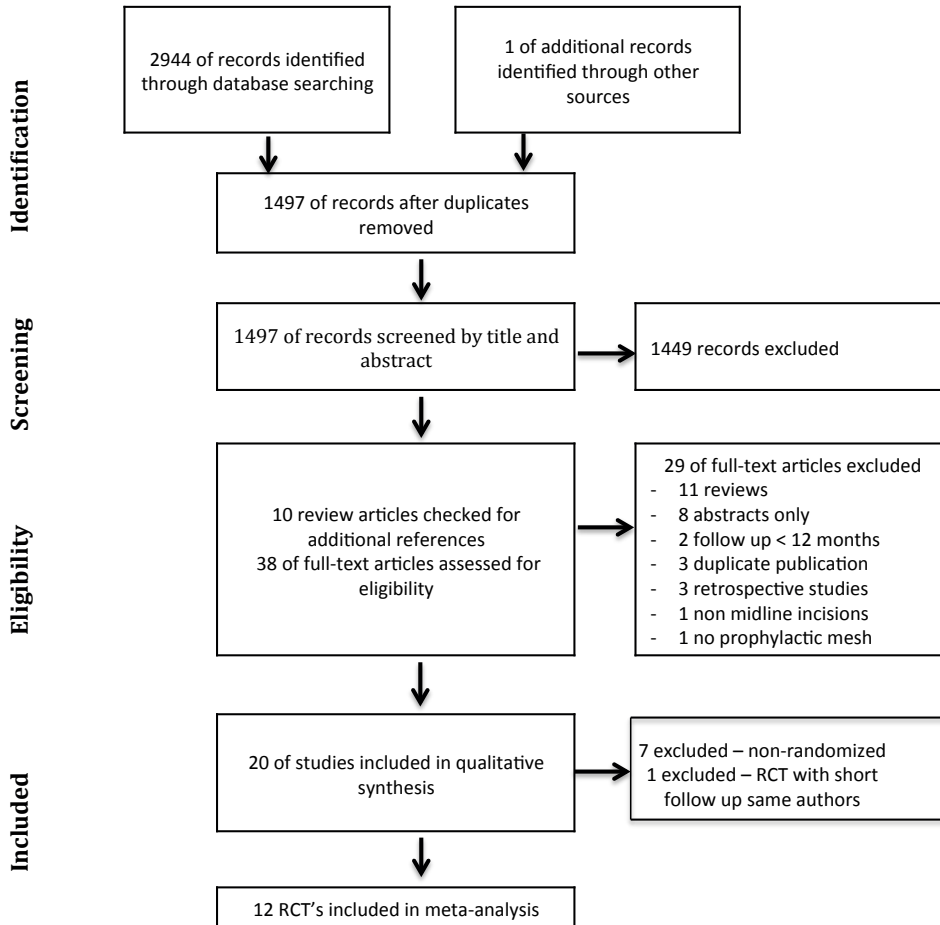 Identification
2944 of records identified
through database searching
1 of additional records
identified through other
sources
1497 of records after duplicates
removed
Screening
1497 of records screened by title and
abstract
1449 records excluded
Eligibility
10 review articles checked for
additional references
38 of full-text articles assessed for
eligibility
29 of full-text articles excluded
- 11 reviews
- 8 abstracts only
- 2 follow up < 12 months
- 3 duplicate publication
- 3 retrospective studies
- 1 non midline incisions
- 1 no prophylactic mesh
Included
20 of studies included in qualitative
synthesis
7 excluded – non-randomized
1 excluded – RCT with short
follow up same authors
12 RCT's included in meta-analysis